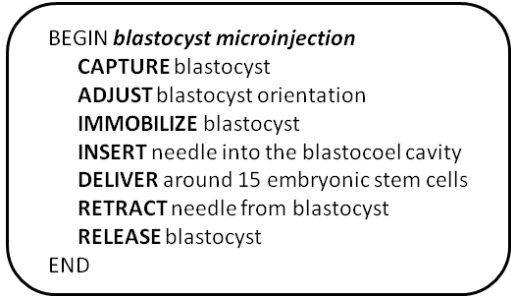 BEGIN blastocyst microinjection
CAPTURE blastocyst
ADJUST blastocyst orientation
IMMOBILIZE blastocyst
INSERT needle into the blastocoel cavity
DELIVER around 15 embryonic stem cells
RETRACT needle from blastocyst
RELEASE blastocyst
END